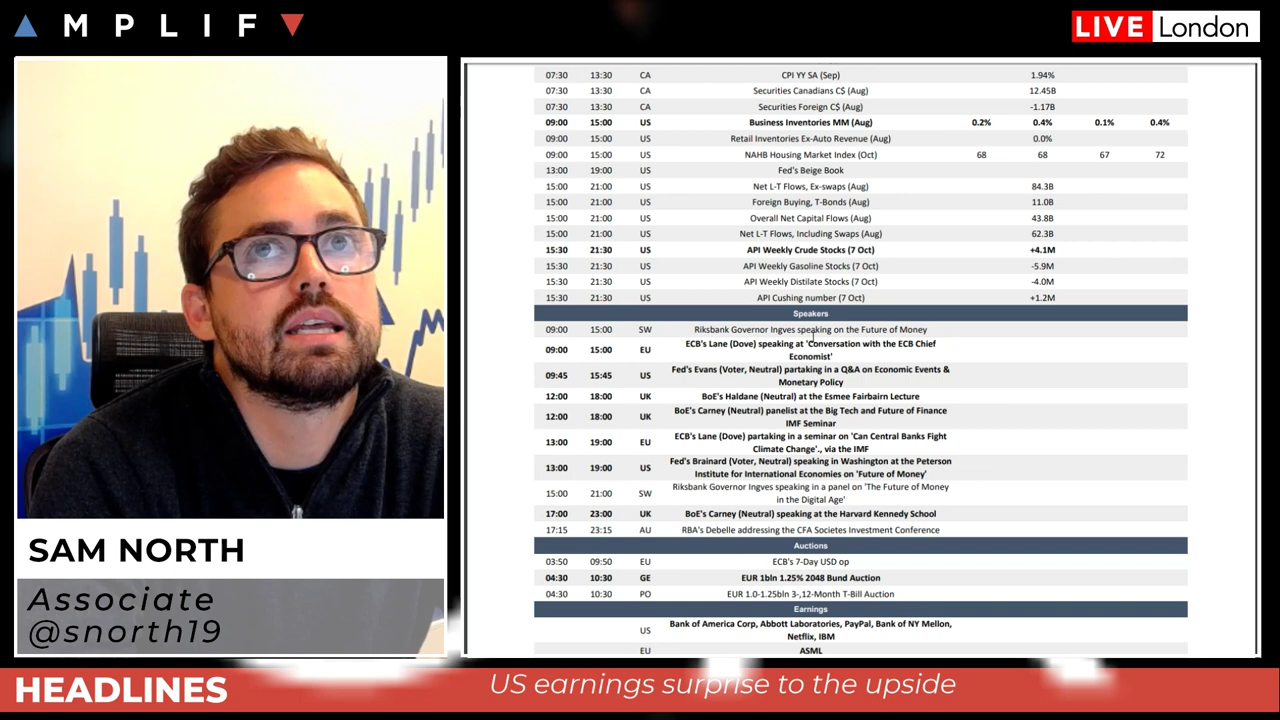 ▲ M P L I F ▼
LIVE London
07:30 13:30 CA CPI YY SA (Sep) 1.94%
07:30 13:30 CA Securities Canadians C$ (Aug) 12.45B
07:30 13:30 CA Securities Foreign C$ (Aug) -1.17B
09:00 15:00 US Business Inventories MM (Aug) 0.2% 0.4% 0.1% 0.4%
09:00 15:00 US Retail Inventories Ex-Auto Revenue (Aug) 0.0%
09:00 15:00 US NAHB Housing Market Index (Oct) 68 68 67 72
13:00 19:00 US Fed's Beige Book
15:00 21:00 US Net L-T Flows, Ex-swaps (Aug) 84.3B
15:00 21:00 US Foreign Buying, T-Bonds (Aug) 11.0B
15:00 21:00 US Overall Net Capital Flows (Aug) 43.8B
15:00 21:00 US Net L-T Flows, Including Swaps (Aug) 62.3B
15:30 21:30 US API Weekly Crude Stocks (7 Oct) +4.1M
15:30 21:30 US API Weekly Gasoline Stocks (7 Oct) -5.9M
15:30 21:30 US API Weekly Distilate Stocks (7 Oct) -4.0M
15:30 21:30 US API Cushing number (7 Oct) +1.2M
Speakers
09:00 15:00 SW Riksbank Governor Ingves speaking on the Future of Money
09:00 15:00 EU ECB's Lane (Dove) speaking at 'Conversation with the ECB Chief
Economist'
09:45 15:45 US Fed's Evans (Voter, Neutral) partaking in a Q&A on Economic Events &
Monetary Policy
12:00 18:00 UK BoE's Haldane (Neutral) at the Esmee Fairbairn Lecture
12:00 18:00 UK BoE's Carney (Neutral) panelist at the Big Tech and Future of Finance
IMF Seminar
13:00 19:00 EU ECB's Lane (Dove) partaking in a seminar on 'Can Central Banks Fight
Climate Change'., via the IMF
13:00 19:00 US Fed's Brainard (Voter, Neutral) speaking in Washington at the Peterson
Institute for International Economies on 'Future of Money'
15:00 21:00 SW Riksbank Governor Ingves speaking in a panel on 'The Future of Money
in the Digital Age'
17:00 23:00 UK BoE's Carney (Neutral) speaking at the Harvard Kennedy School
17:15 23:15 AU RBA's Debelle addressing the CFA Societes Investment Conference
Auctions
03:50 09:50 EU ECB's 7-Day USD op
04:30 10:30 GE EUR 1bln 1.25% 2048 Bund Auction
04:30 10:30 PO EUR 1.0-1.25bln 3-,12-Month T-Bill Auction
Earnings
US Bank of America Corp, Abbott Laboratories, PayPal, Bank of NY Mellon,
Netflix, IBM
EU ASML
SAM NORTH
Associate
@snorth19
HEADLINES
US earnings surprise to the upside